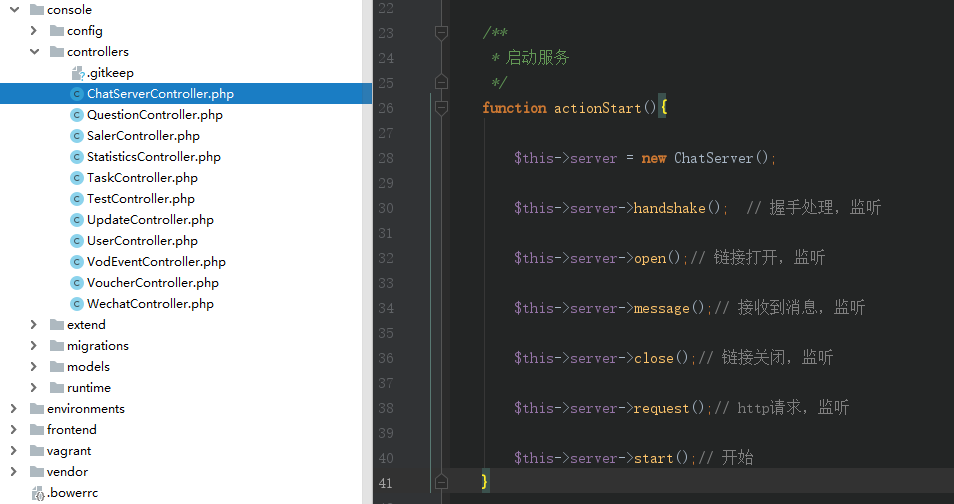 console
config
controllers
.gitkeep
ChatServerController.php
QuestionController.php
SalerController.php
StatisticsController.php
TaskController.php
TestController.php
UpdateController.php
UserController.php
VodEventController.php
VoucherController.php
WechatController.php
extend
migrations
models
runtime
environments
frontend
vagrant
vendor
.bowerrc
22
23 /**
24 * 启动服务
25 */
26 function actionStart(){
27
28 $this->server = new ChatServer();
29
30 $this->server->handshake(); // 握手处理，监听
31
32 $this->server->open();// 链接打开，监听
33
34 $this->server->message();// 接收到消息，监听
35
36 $this->server->close();// 链接关闭，监听
37
38 $this->server->request();// http请求，监听
39
40 $this->server->start();// 开始
41 }